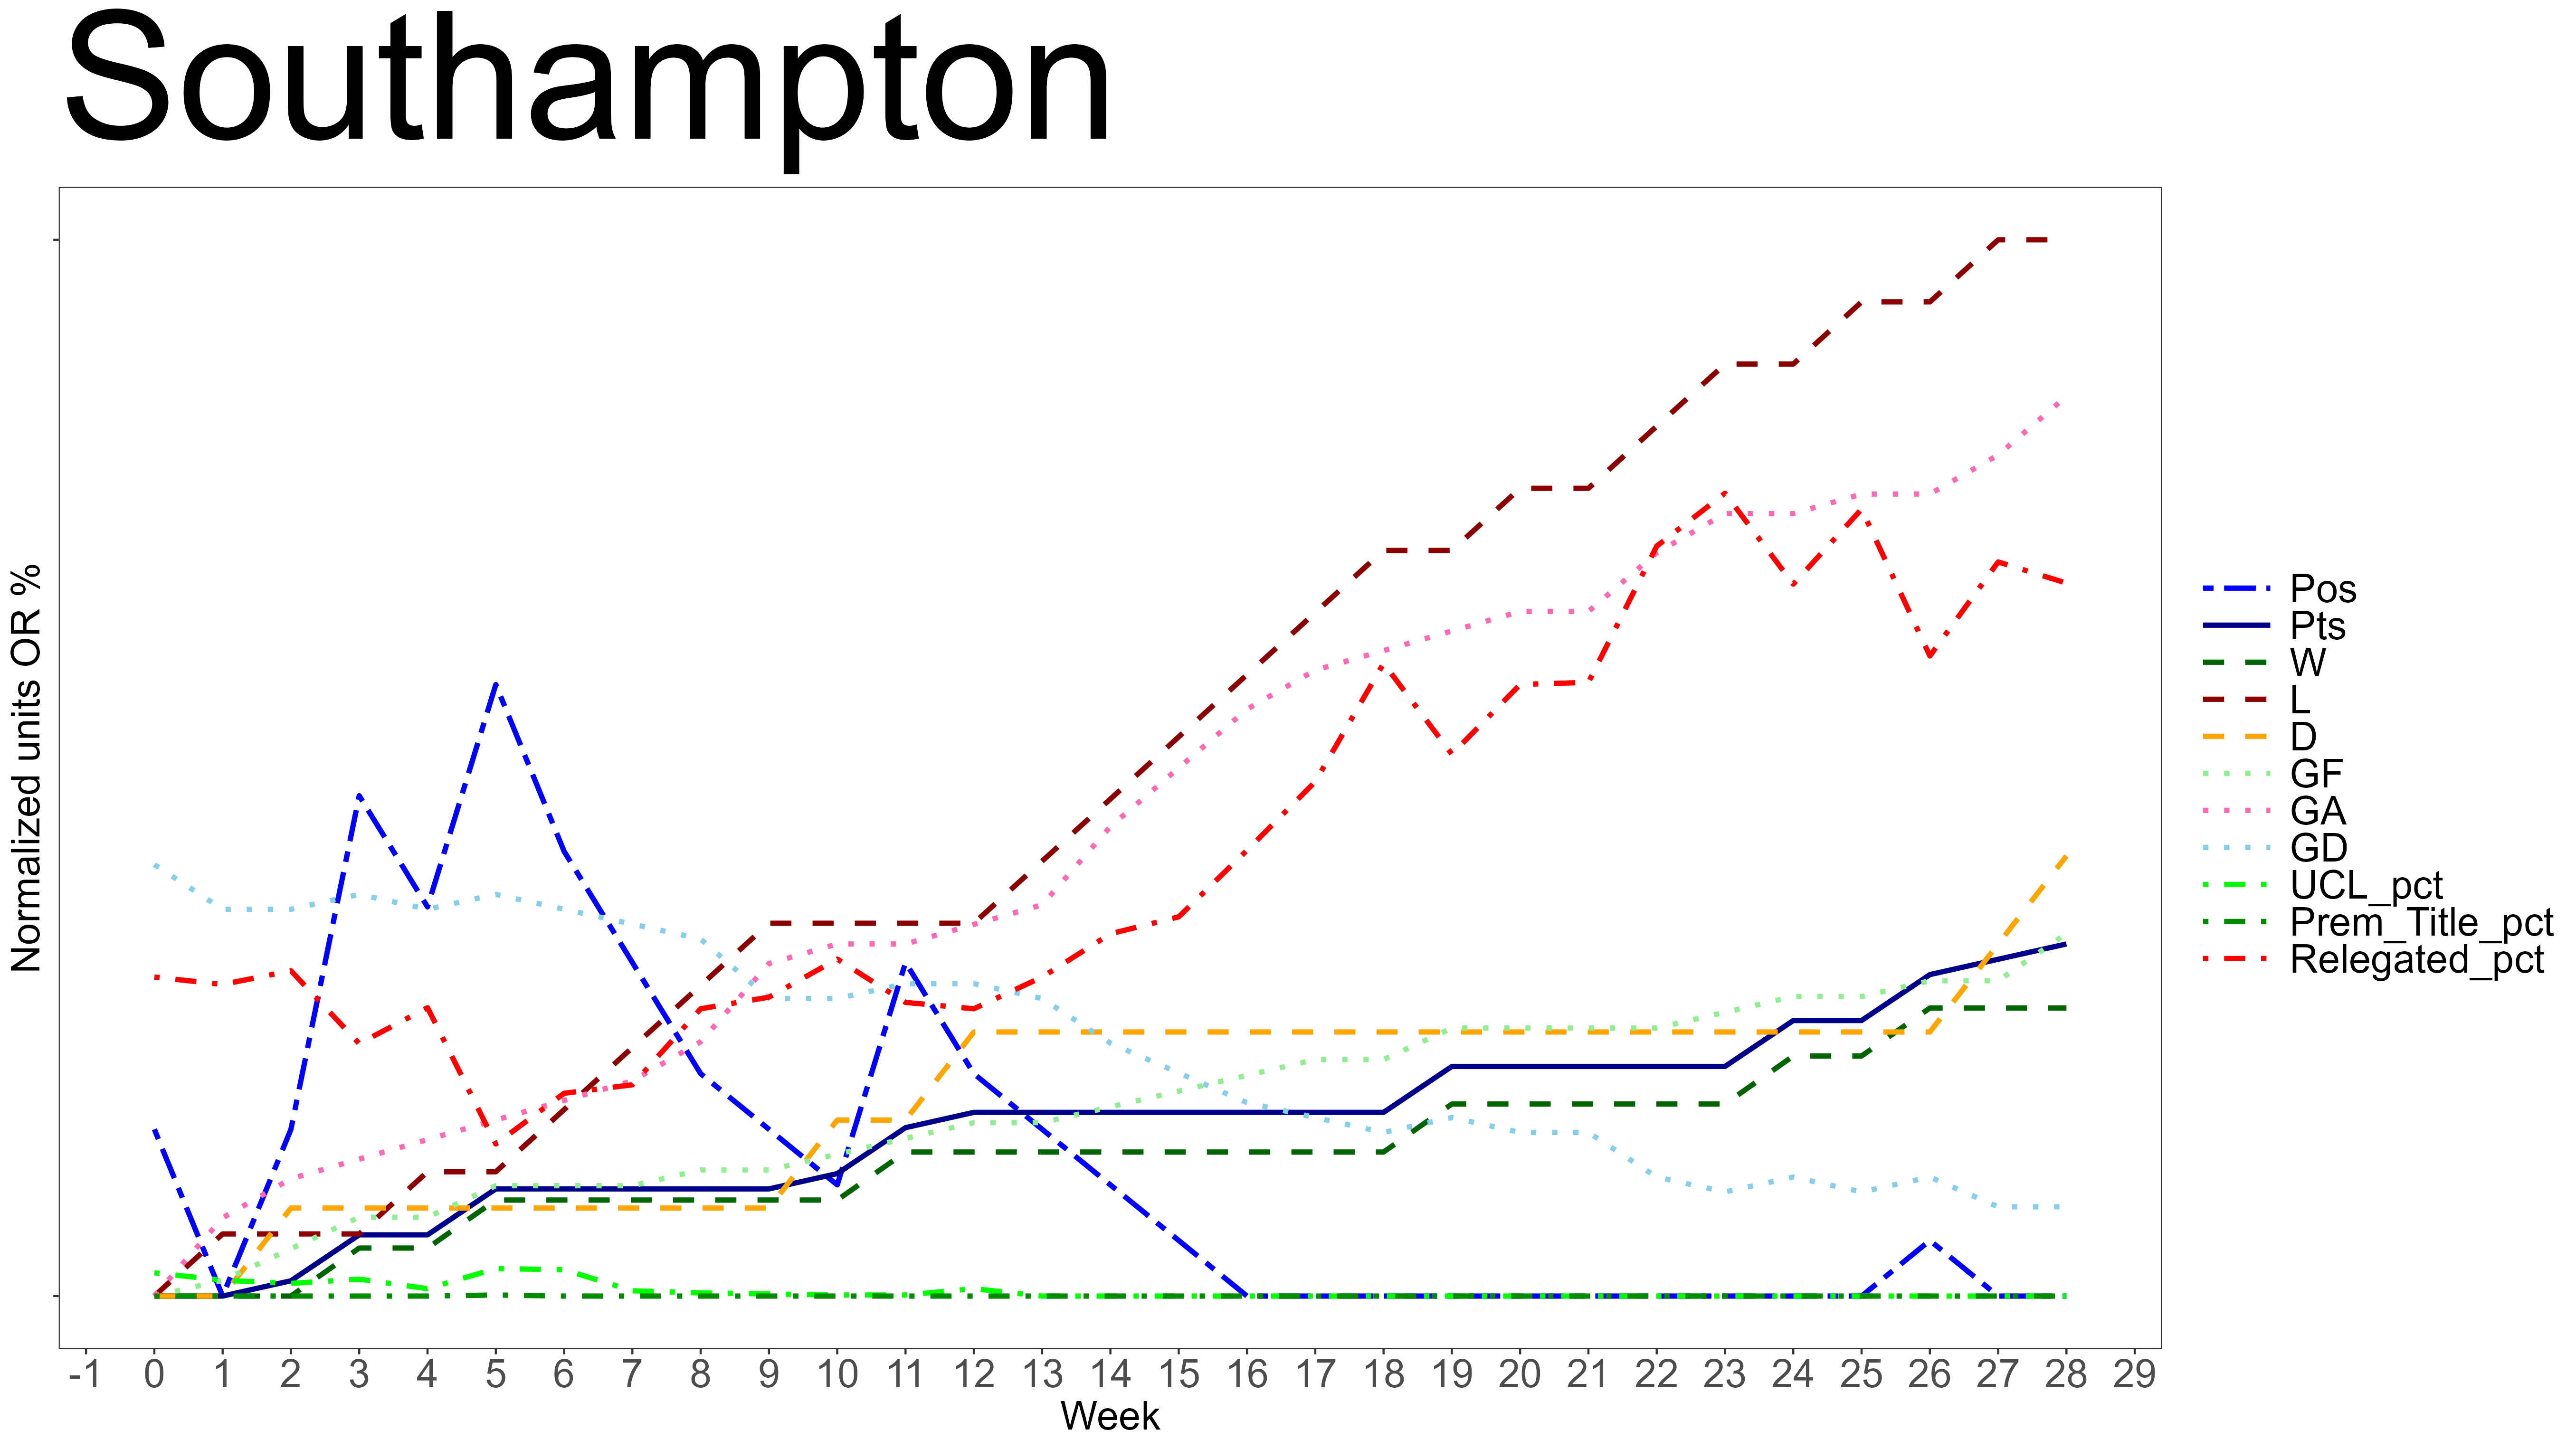 Southampton
Normalized units OR %
Pos
Pts
W
L
D
GF
GA
GD
UCL_pct
Prem_Title_pct
Relegated_pct
-1 0 1 2 3 4 5 6 7 8 9 10 11 12 13 14 15 16 17 18 19 20 21 22 23 24 25 26 27 28 29
Week